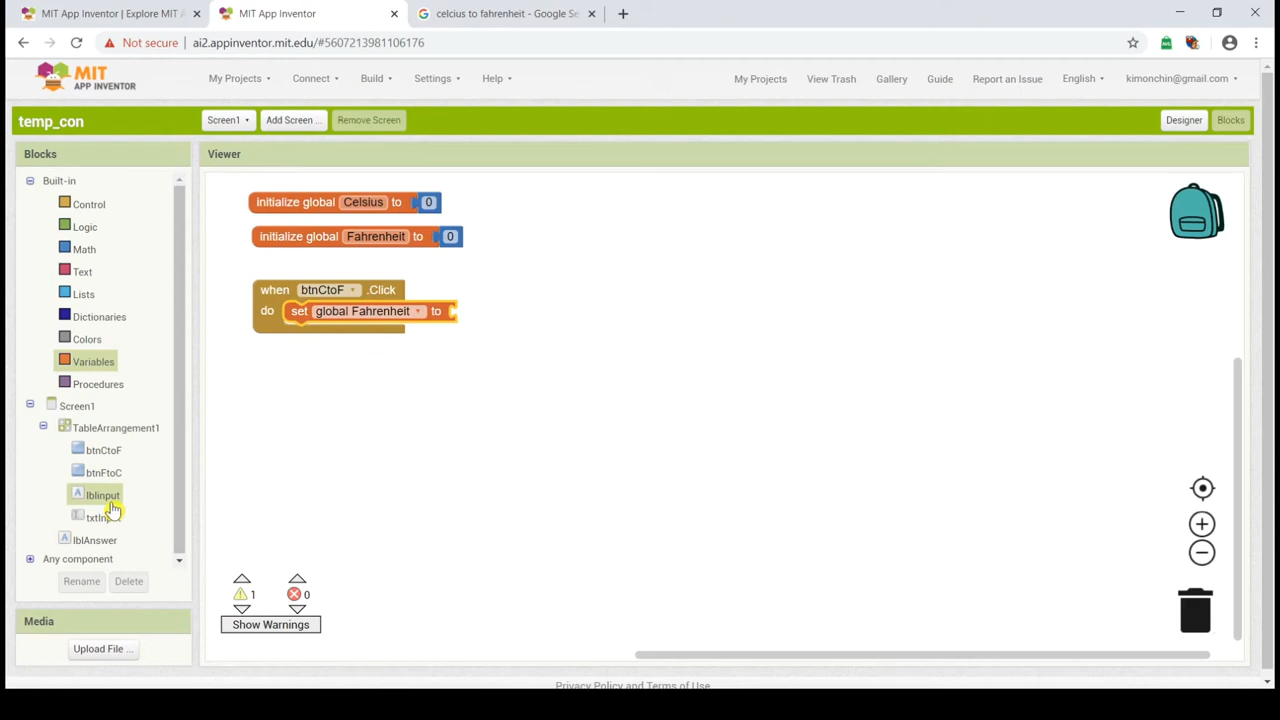 MIT App Inventor | Explore MIT A
MIT App Inventor
celcius to fahrenheit - Google Se
Not secure
ai2.appinventor.mit.edu/#5607213981106176
MIT
APP INVENTOR
My Projects
Connect
Build
Settings
Help
My Projects
View Trash
Gallery
Guide
Report an Issue
English
kimonchin@gmail.com
temp_con
Screen1
Add Screen ...
Remove Screen
Designer
Blocks
Blocks
Viewer
Built-in
Control
Logic
Math
Text
Lists
Dictionaries
Colors
Variables
Procedures
Screen1
TableArrangement1
btnCtoF
btnFtoC
lblinput
lblAnswer
Any component
Rename
Delete
Media
Upload File ...
initialize global Celsius to 0
initialize global Fahrenheit to 0
when btnCtoF .Click
do set global Fahrenheit to
1
0
Show Warnings
Privacy Policy and Terms of Use